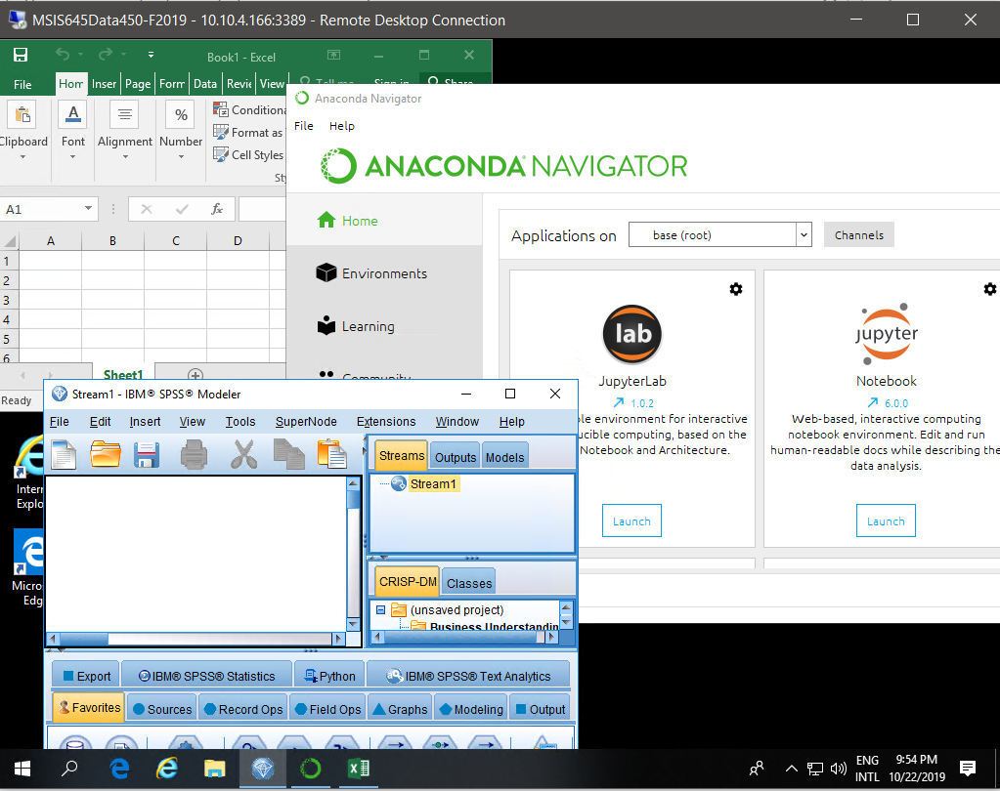 MSIS645Data450-F2019 - 10.10.4.166:3389 - Remote Desktop Connection
Book1 - Excel
File Hom Inser Page Form Data Revie View Tell me Sign in Share
Clipboard Font Alignment Number
%
Conditiona
Format as
Cell Styles
Sty
A1 fx
A B C D
1
2
3
4
5
6
Sheet1
Ready
Anaconda Navigator
File Help
ANACONDA NAVIGATOR
Home
Environments
Learning
Community
Applications on base (root) Channels
lab
JupyterLab
1.0.2
le environment for interactive
ucible computing, based on the
Notebook and Architecture.
Launch
jupyter
Notebook
6.0.0
Web-based, interactive computing
notebook environment. Edit and run
human-readable docs while describing the
data analysis.
Launch
Intern
Explo
Micros
Edg
Stream1 - IBM® SPSS® Modeler
File Edit Insert View Tools SuperNode Extensions Window Help
Streams Outputs Models
Stream1
CRISP-DM Classes
(unsaved project)
Business Understandin
Export IBM® SPSS® Statistics Python IBM® SPSS® Text Analytics
Favorites Sources Record Ops Field Ops Graphs Modeling Output
ENG 9:54 PM
INTL 10/22/2019